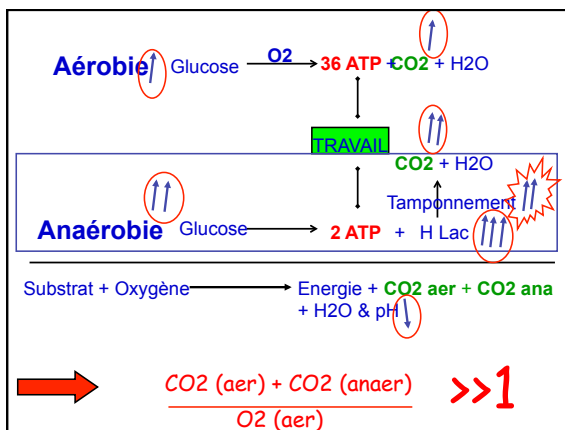 O2
Aérobie Glucose 36 ATP + CO2 + H2O
TRAVAIL
CO2 + H2O
Tamponnement
Anaérobie Glucose 2 ATP + H Lac
Substrat + Oxygène Energie + CO2 aer + CO2 ana
+ H2O & pH
CO2 (aer) + CO2 (anaer) >>1
O2 (aer)